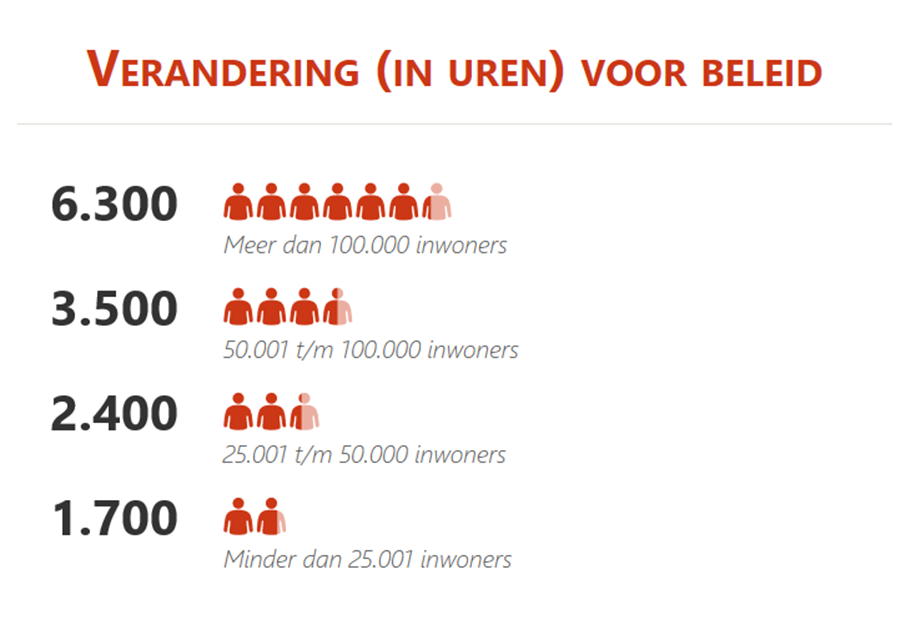 Verandering (in uren) voor beleid
6.300
Meer dan 100.000 inwoners
3.500
50.001 t/m 100.000 inwoners
2.400
25.001 t/m 50.000 inwoners
1.700
Minder dan 25.001 inwoners